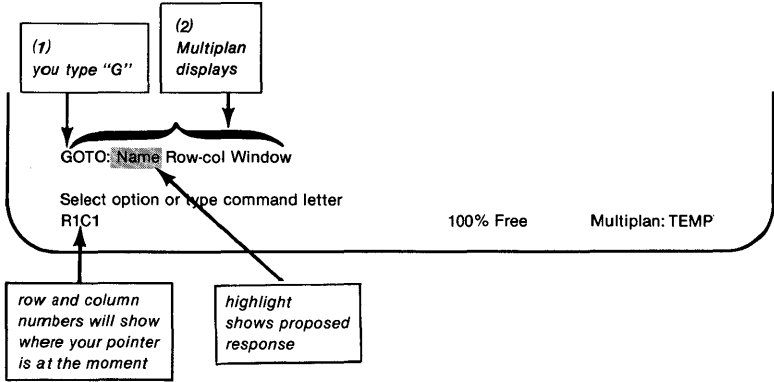 (1)
you type "G"
(2)
Multiplan
displays
GOTO: Name Row-col Window
Select option or type command letter
R1C1
100% Free
Multiplan: TEMP
row and column
numbers will show
where your pointer
is at the moment
highlight
shows proposed
response